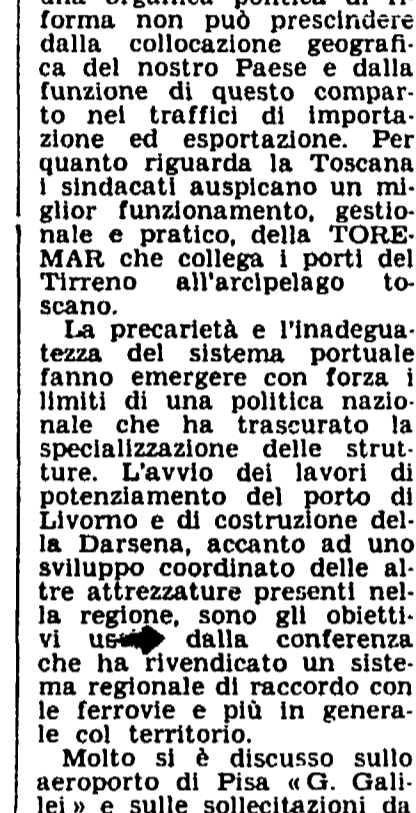 una organica politica di ri-
forma non può prescindere
dalla collocazione geografi-
ca del nostro Paese e dalla
funzione di questo compar-
to nei traffici di importa-
zione ed esportazione. Per
quanto riguarda la Toscana
i sindacati auspicano un mi-
glior funzionamento, gestio-
nale e pratico, della TORE-
MAR che collega i porti del
Tirreno all'arcipelago to-
scano.
La precarietà e l'inadegua-
tezza del sistema portuale
fanno emergere con forza i
limiti di una politica nazio-
nale che ha trascurato la
specializzazione delle strut-
ture. L'avvio dei lavori di
potenziamento del porto di
Livorno e di costruzione del-
la Darsena, accanto ad uno
sviluppo coordinato delle al-
tre attrezzature presenti nel-
la regione, sono gli obietti-
vi dalla conferenza
che ha rivendicato un siste-
ma regionale di raccordo con
le ferrovie e più in genera-
le col territorio.
Molto si è discusso sullo
aeroporto di Pisa « G. Gali-
lei » e sulle sollecitazioni da